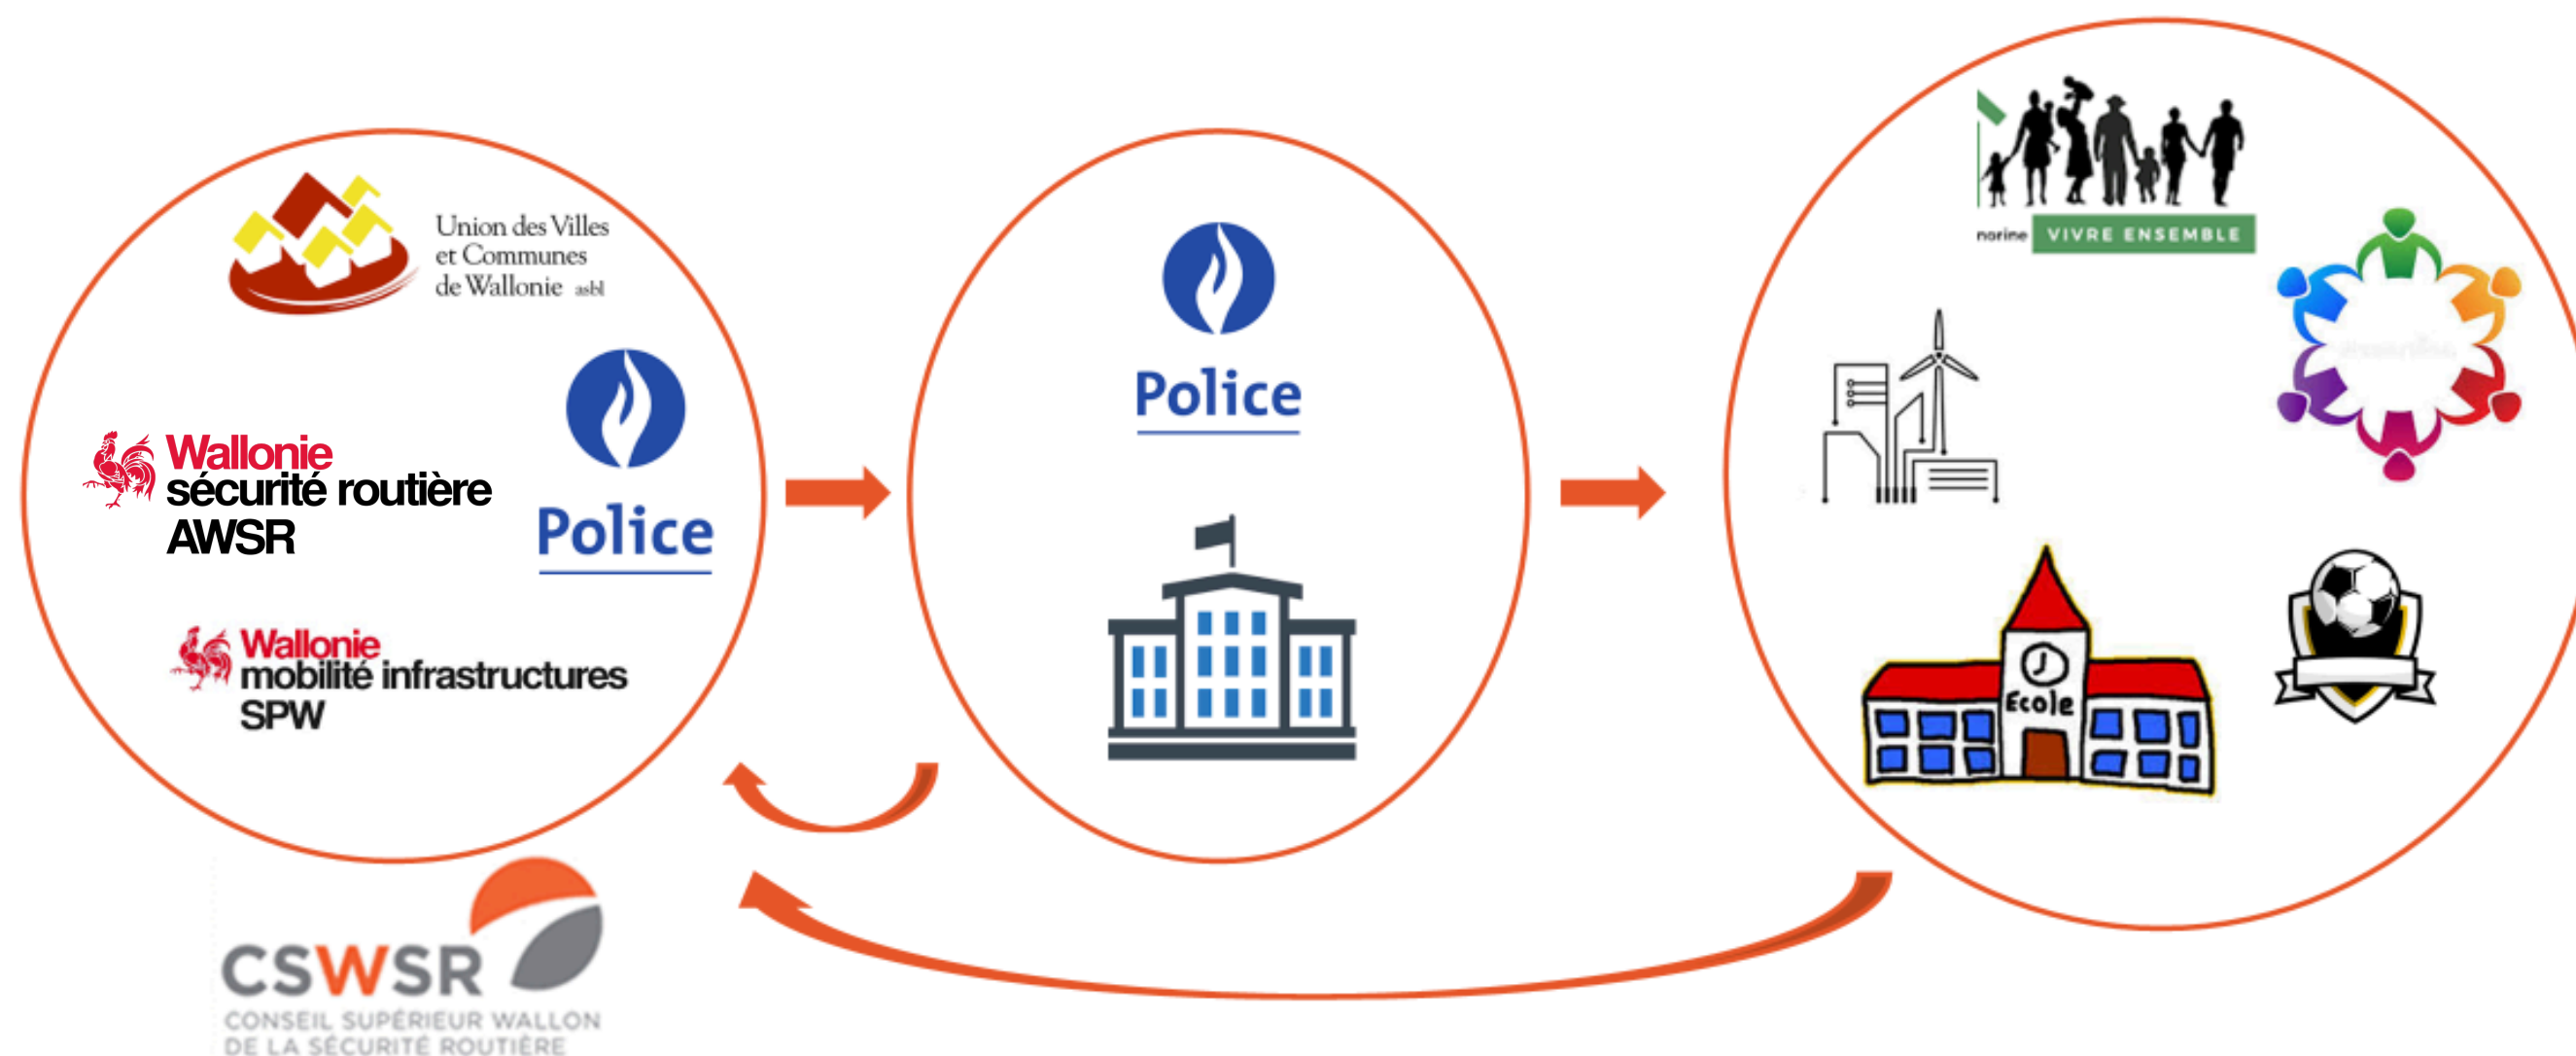 Union des Villes
et Communes
de Wallonie asbl
Wallonie
sécurité routière
AWSR
Police
Wallonie
mobilité infrastructures
SPW
CSWSR
CONSEIL SUPÉRIEUR WALLON
DE LA SÉCURITÉ ROUTIÈRE
Police
norine VIVRE ENSEMBLE
Ecole